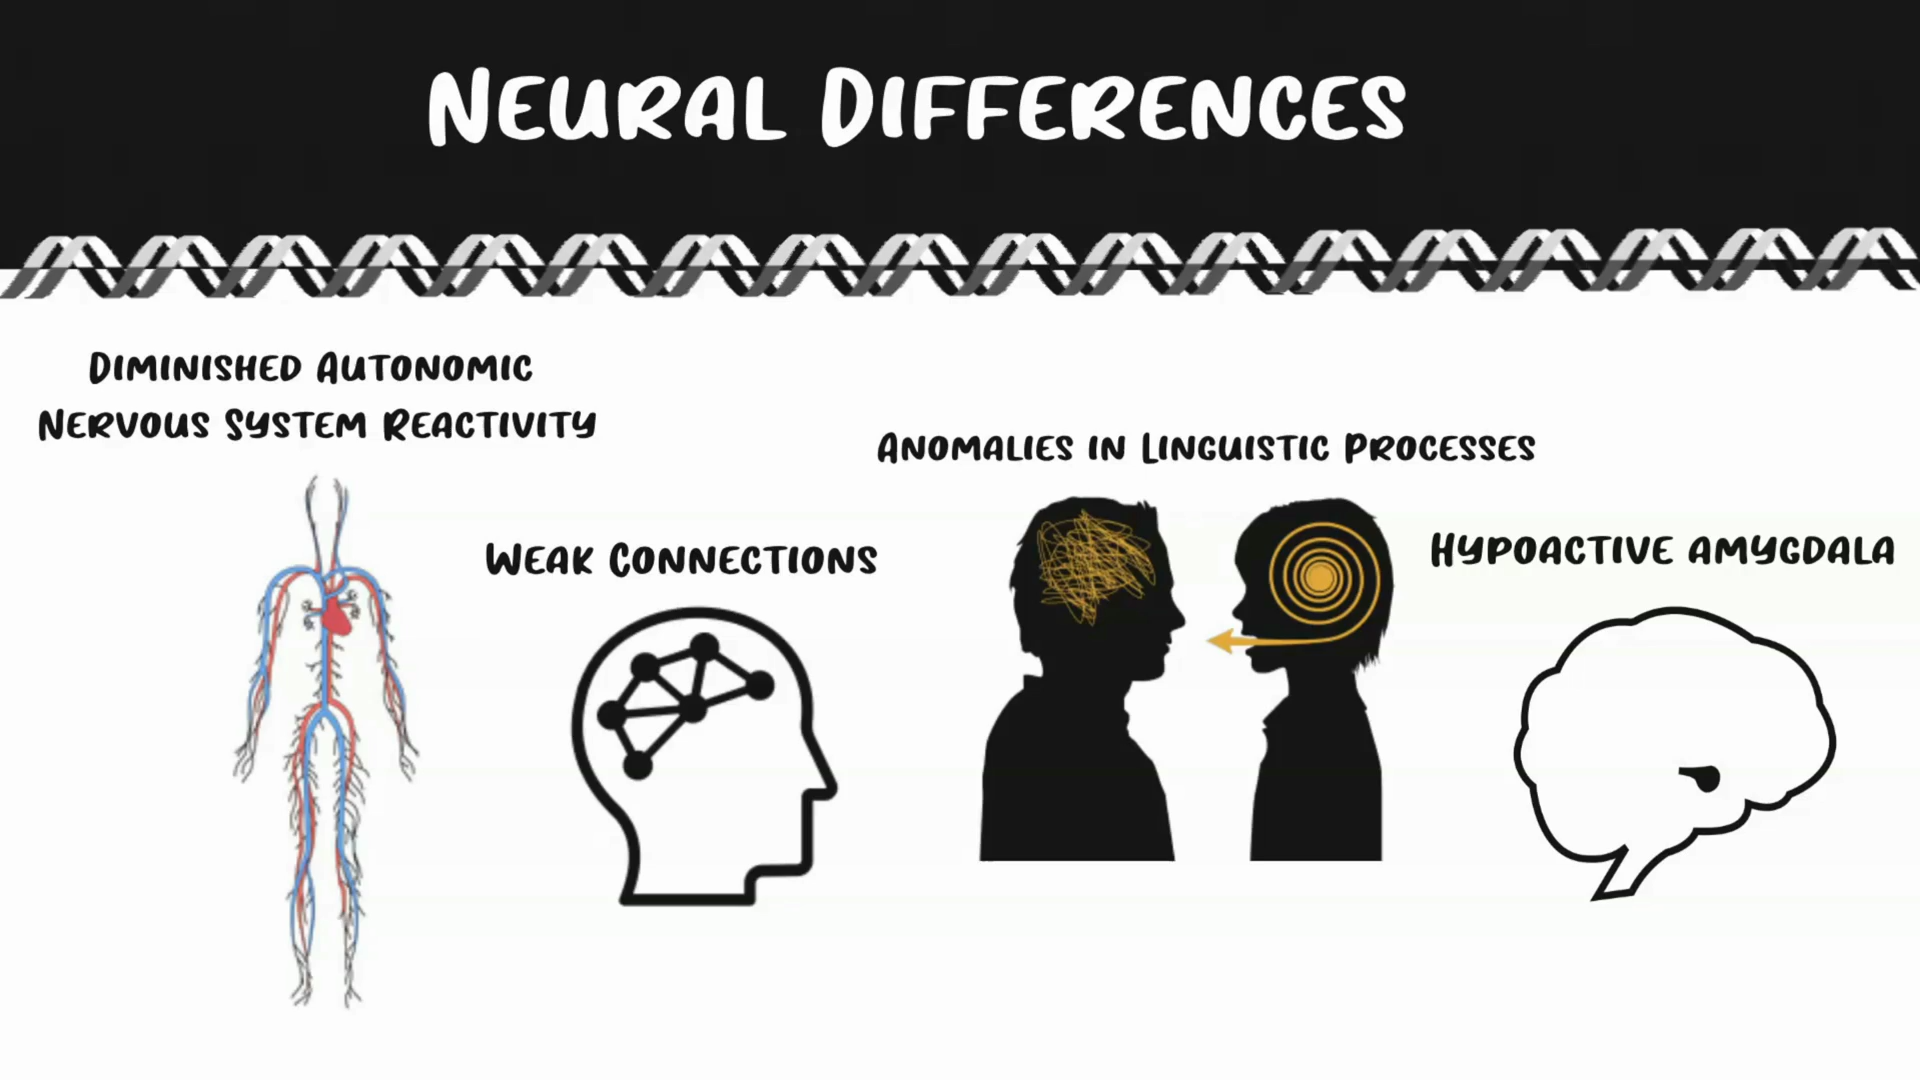 NEURAL DIFFERENCES
DIMINISHED AUTONOMIC
NERVOUS SYSTEM REACTIVITY
WEAK CONNECTIONS
ANOMALIES IN LINGUISTIC PROCESSES
HYPOACTIVE AMYGDALA